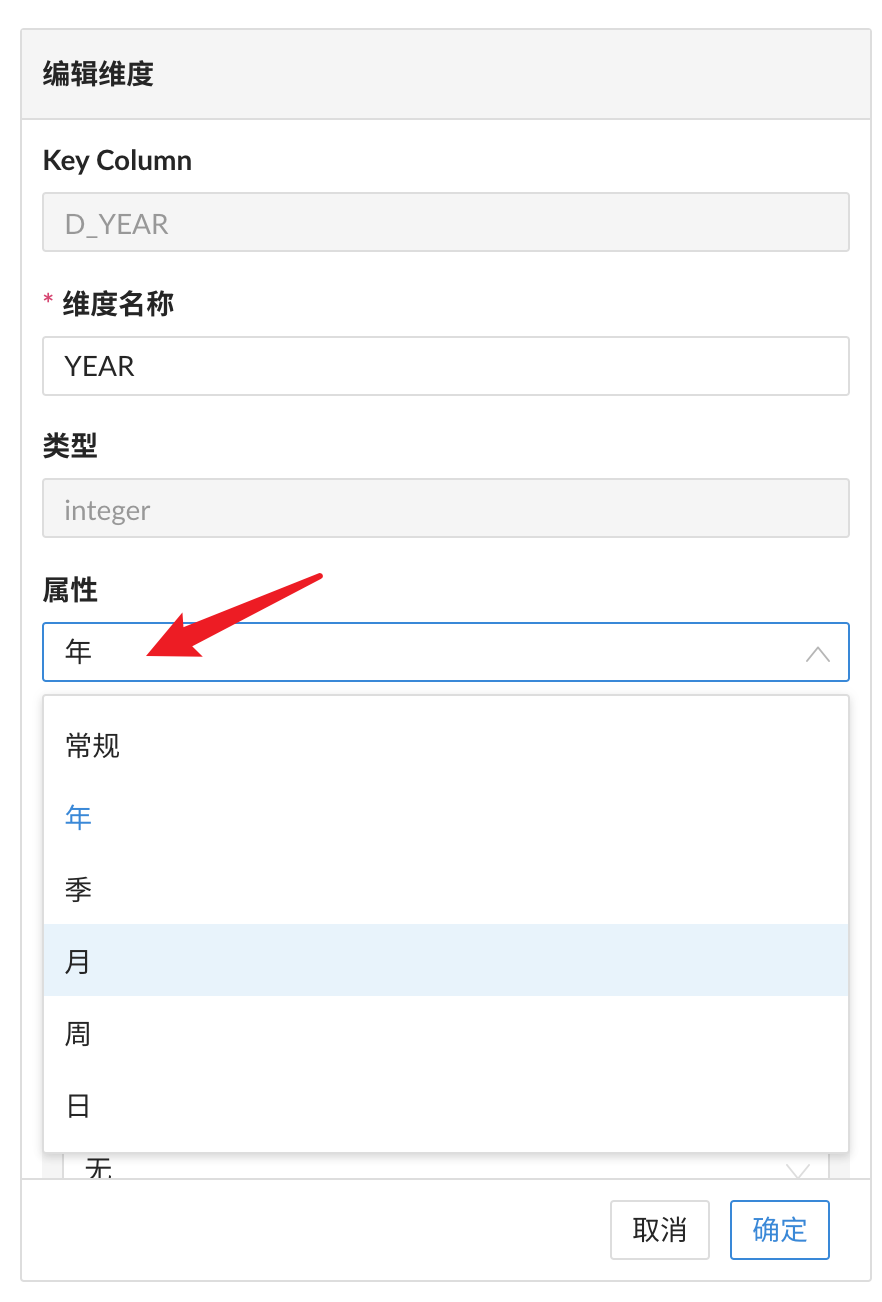 编辑维度
Key Column
D_YEAR
* 维度名称
YEAR
类型
integer
属性
年
常规
年
季
月
周
日
无
取消 确定